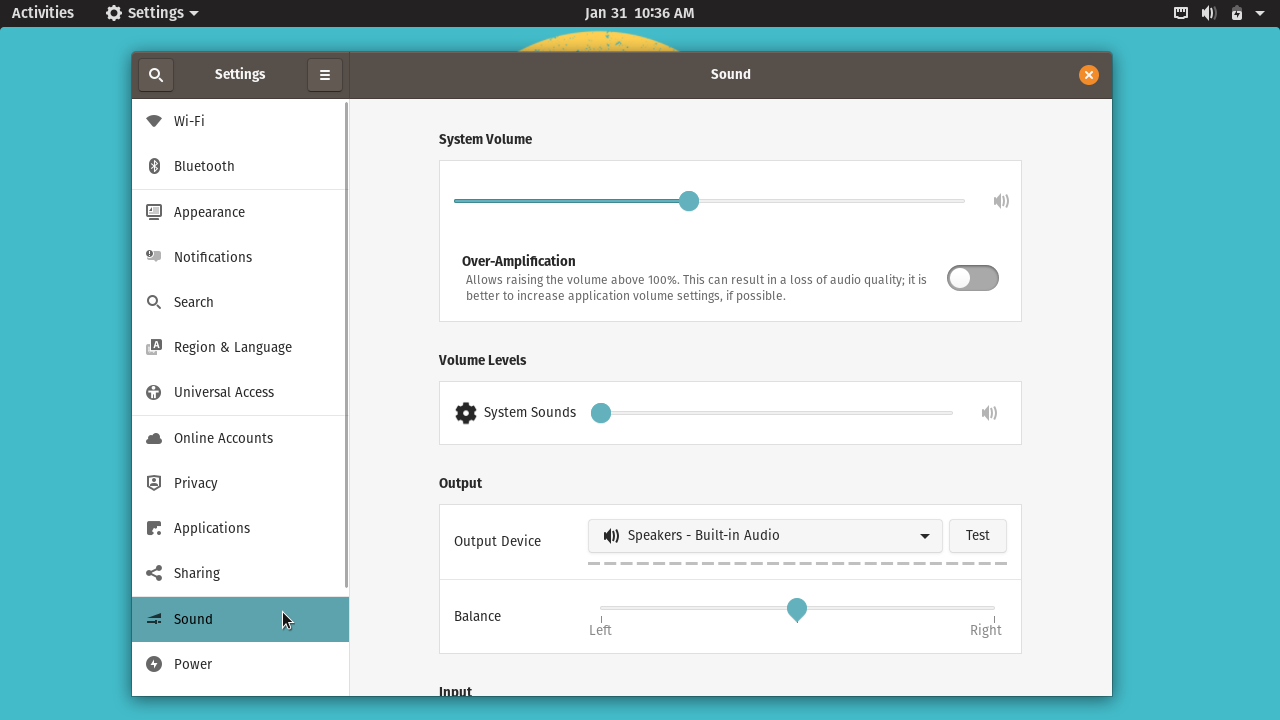 Activities
Settings
Jan 31 10:36 AM
Settings
Sound
Wi-Fi
Bluetooth
Appearance
Notifications
Search
Region & Language
Universal Access
Online Accounts
Privacy
Applications
Sharing
Sound
Power
System Volume
Over-Amplification
Allows raising the volume above 100%. This can result in a loss of audio quality; it is
better to increase application volume settings, if possible.
Volume Levels
System Sounds
Output
Output Device
Speakers - Built-in Audio
Test
Balance
Left
Right
Input